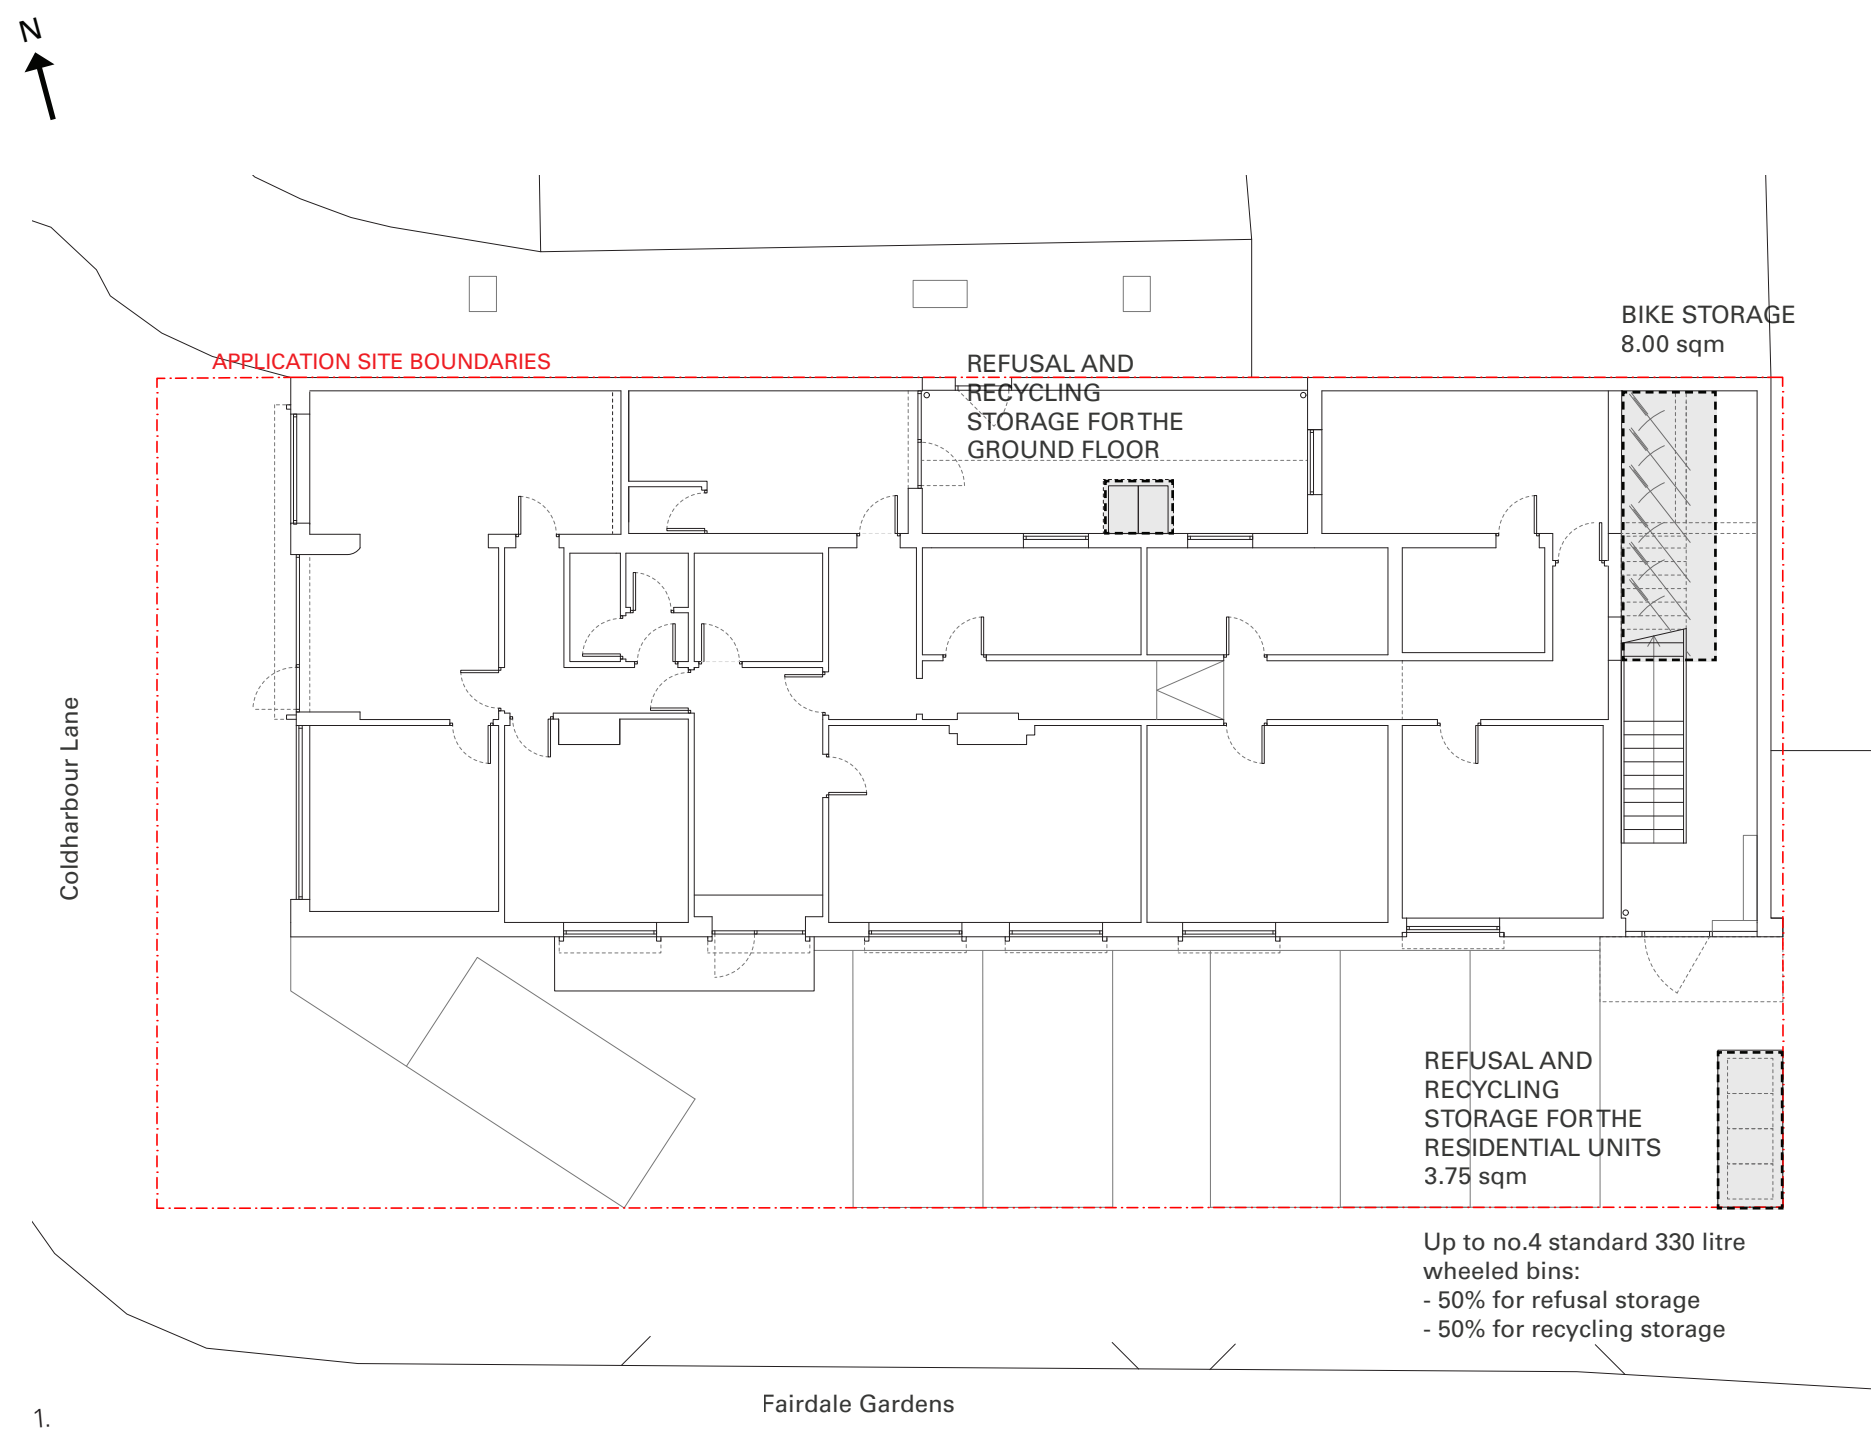 N
BIKE STORAGE
8.00 sqm
APPLICATION SITE BOUNDARIES
REFUSAL AND
RECYCLING
STORAGE FOR THE
GROUND FLOOR
Coldharbour Lane
REFUSAL AND
RECYCLING
STORAGE FOR THE
RESIDENTIAL UNITS
3.75 sqm
Up to no.4 standard 330 litre
wheeled bins:
- 50% for refusal storage
- 50% for recycling storage
Fairdale Gardens
1.